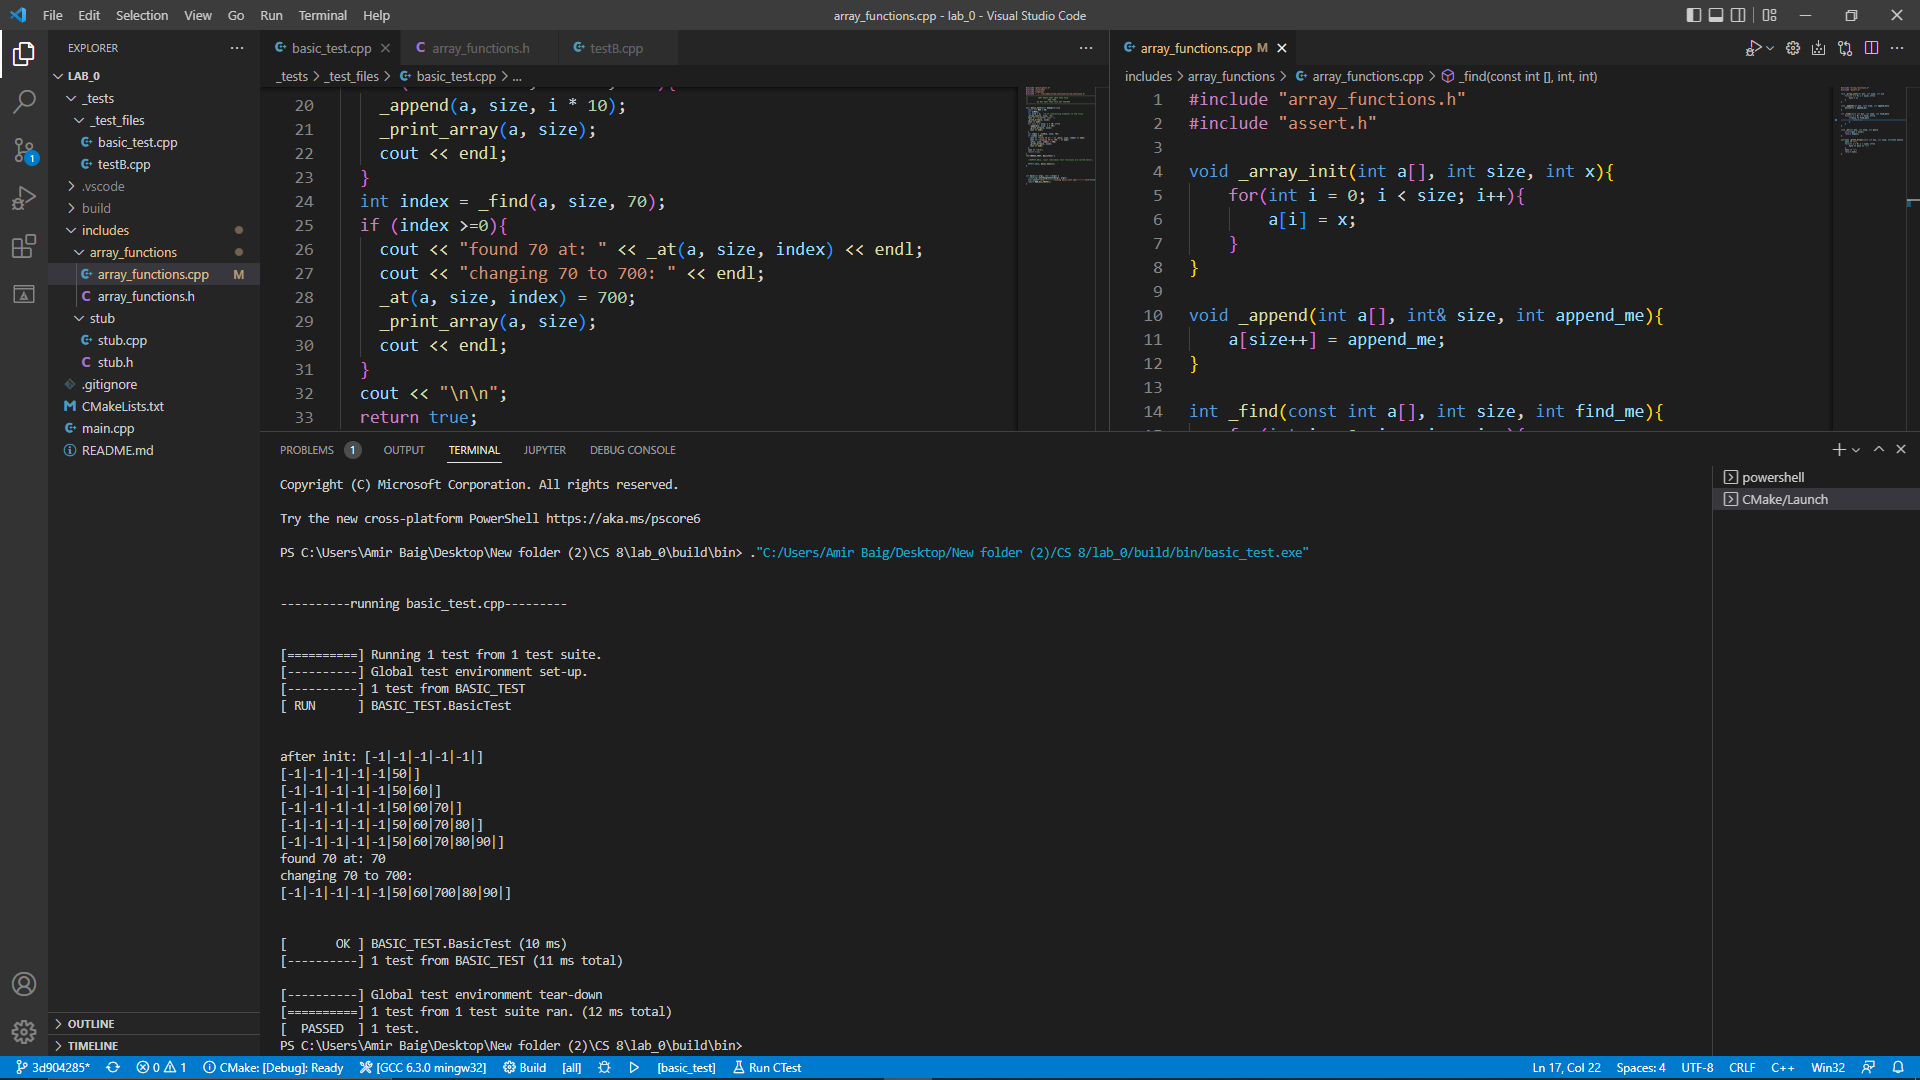 File Edit Selection View Go Run Terminal Help
array_functions.cpp - lab_0 - Visual Studio Code
EXPLORER
LAB_0
_tests
_test_files
basic_test.cpp
testB.cpp
.vscode
build
includes
array_functions
array_functions.cpp M
array_functions.h
stub
stub.cpp
stub.h
.gitignore
CMakeLists.txt
main.cpp
README.md
OUTLINE
TIMELINE
1
basic_test.cpp array_functions.h testB.cpp
_tests > _test_files > basic_test.cpp > ...
20 _append(a, size, i * 10);
21 _print_array(a, size);
22 cout << endl;
23 }
24 int index = _find(a, size, 70);
25 if (index >=0){
26 cout << "found 70 at: " << _at(a, size, index) << endl;
27 cout << "changing 70 to 700: " << endl;
28 _at(a, size, index) = 700;
29 _print_array(a, size);
30 cout << endl;
31 }
32 cout << "\n\n";
33 return true;
array_functions.cpp M
includes > array_functions > array_functions.cpp > _find(const int [], int, int)
1 #include "array_functions.h"
2 #include "assert.h"
3
4 void _array_init(int a[], int size, int x){
5 for(int i = 0; i < size; i++){
6 a[i] = x;
7 }
8 }
9
10 void _append(int a[], int& size, int append_me){
11 a[size++] = append_me;
12 }
13
14 int _find(const int a[], int size, int find_me){
PROBLEMS 1 OUTPUT TERMINAL JUPYTER DEBUG CONSOLE
powershell
CMake/Launch
Copyright (C) Microsoft Corporation. All rights reserved.
Try the new cross-platform PowerShell https://aka.ms/pscore6
PS C:\Users\Amir Baig\Desktop\New folder (2)\CS 8\lab_0\build\bin> ."C:/Users/Amir Baig/Desktop/New folder (2)/CS 8/lab_0/build/bin/basic_test.exe"
----------running basic_test.cpp---------
[==========] Running 1 test from 1 test suite.
[----------] Global test environment set-up.
[----------] 1 test from BASIC_TEST
[ RUN      ] BASIC_TEST.BasicTest
after init: [-1|-1|-1|-1|-1|]
[-1|-1|-1|-1|-1|50|]
[-1|-1|-1|-1|-1|50|60|]
[-1|-1|-1|-1|-1|50|60|70|]
[-1|-1|-1|-1|-1|50|60|70|80|]
[-1|-1|-1|-1|-1|50|60|70|80|90|]
found 70 at: 70
changing 70 to 700:
[-1|-1|-1|-1|-1|50|60|700|80|90|]
[       OK ] BASIC_TEST.BasicTest (10 ms)
[----------] 1 test from BASIC_TEST (11 ms total)
[----------] Global test environment tear-down
[==========] 1 test from 1 test suite ran. (12 ms total)
[  PASSED  ] 1 test.
PS C:\Users\Amir Baig\Desktop\New folder (2)\CS 8\lab_0\build\bin>
3d904285* 0 1 CMake: [Debug]: Ready [GCC 6.3.0 mingw32] Build [all] [basic_test] Run CTest
Ln 17, Col 22 Spaces: 4 UTF-8 CRLF C++ Win32